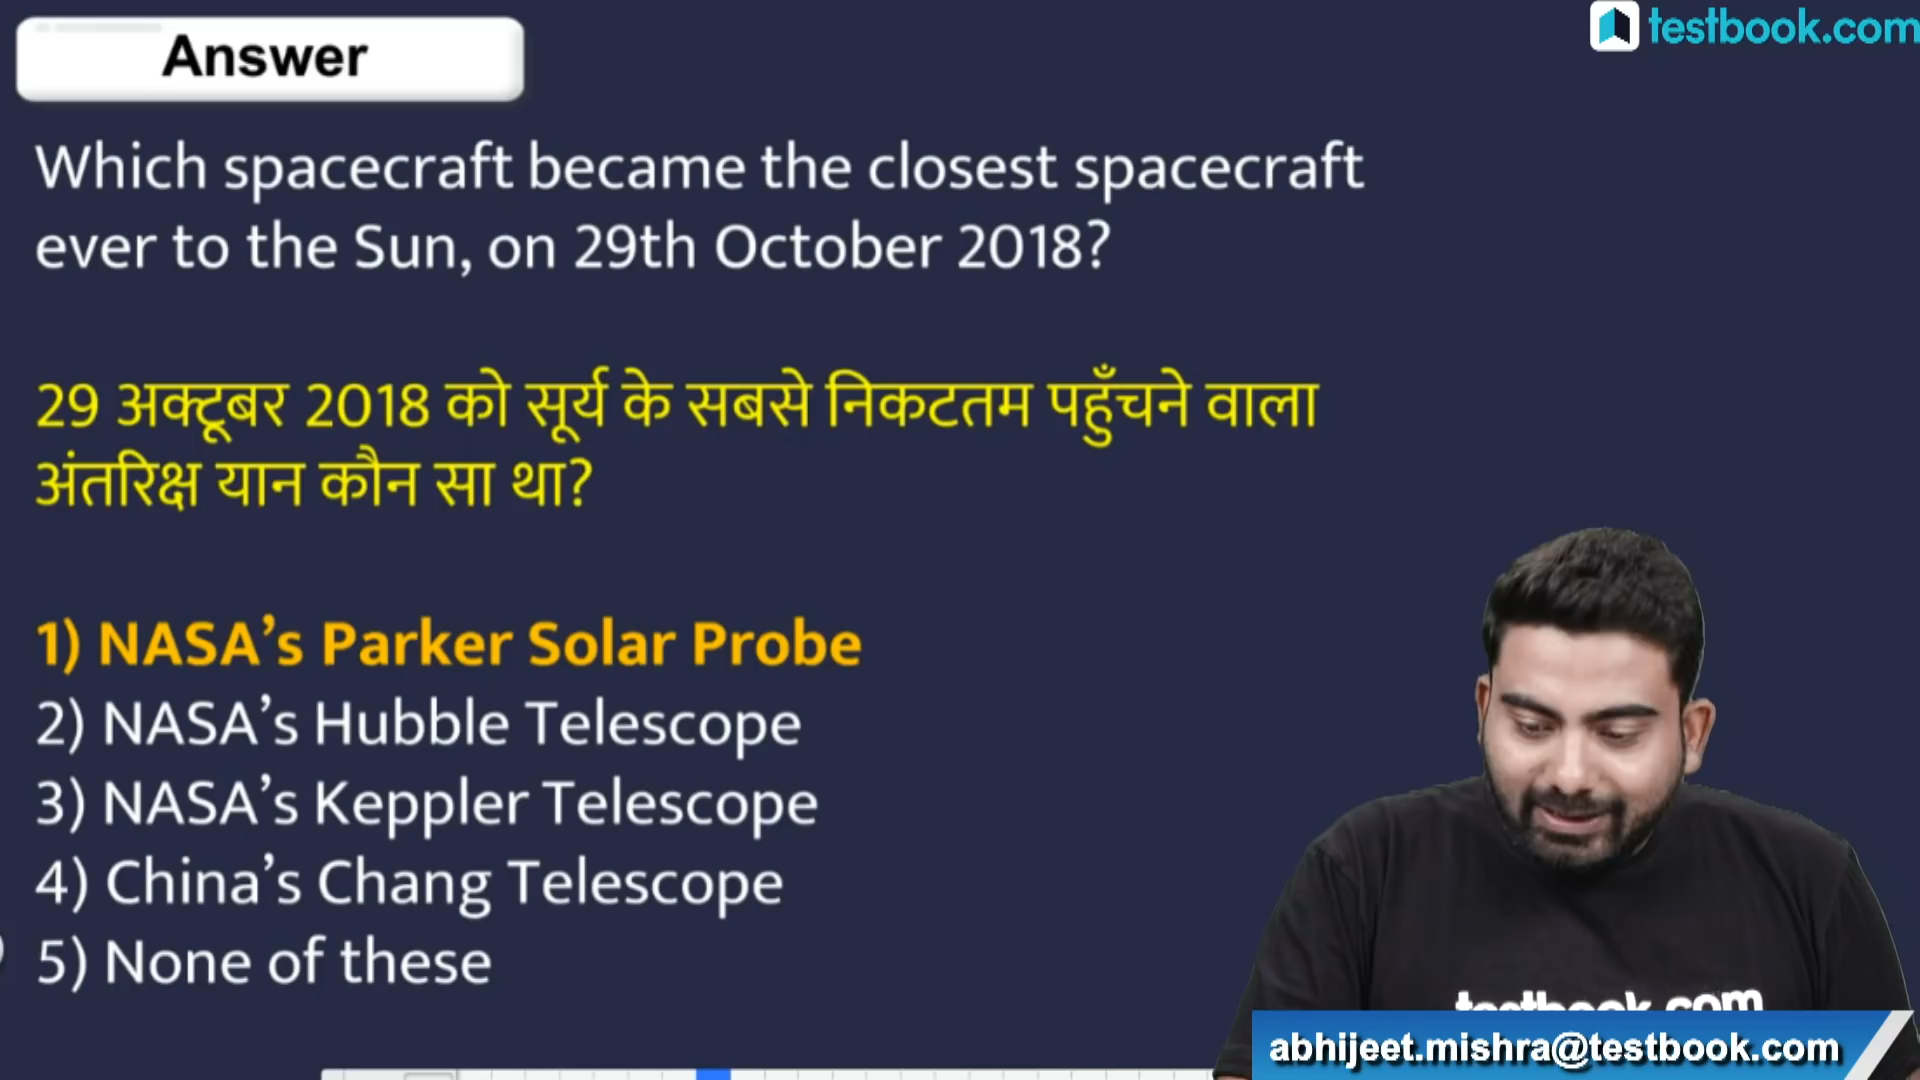 Answer
testbook.com
Which spacecraft became the closest spacecraft
ever to the Sun, on 29th October 2018?
29 अक्टूबर 2018 को सूर्य के सबसे निकटतम पहुँचने वाला
अंतरिक्ष यान कौन सा था?
1) NASA’s Parker Solar Probe
2) NASA’s Hubble Telescope
3) NASA’s Keppler Telescope
4) China’s Chang Telescope
5) None of these
testbook.com
abhijeet.mishra@testbook.com